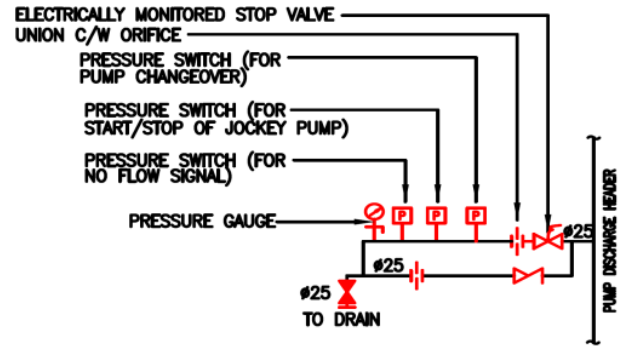 ELECTRICALLY MONITORED STOP VALVE
UNION C/W ORIFICE
PRESSURE SWITCH (FOR
PUMP CHANGEOVER)
PRESSURE SWITCH (FOR
START/STOP OF JOCKEY PUMP)
PRESSURE SWITCH (FOR
NO FLOW SIGNAL)
PRESSURE GAUGE
P P P
ø25
ø25
ø25
TO DRAIN
PUMP DISCHARGE HEADER